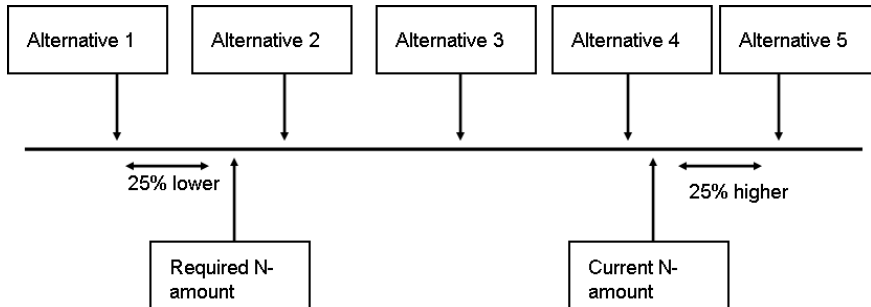 Alternative 1
Alternative 2
Alternative 3
Alternative 4
Alternative 5
25% lower
25% higher
Required N-
amount
Current N-
amount